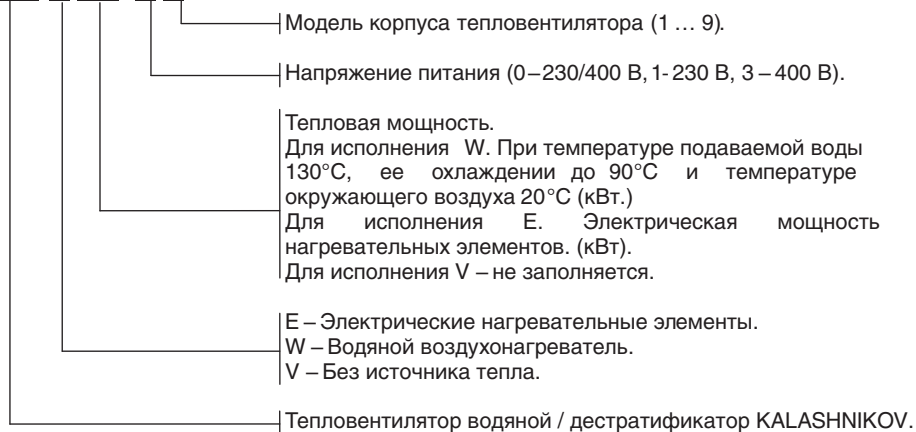 Модель корпуса тепловентилятора (1 … 9).
Напряжение питания (0–230/400 В, 1- 230 В, 3 – 400 В).
Тепловая мощность.
Для исполнения W. При температуре подаваемой воды
130°С, ее охлаждении до 90°С и температуре
окружающего воздуха 20°С (кВт.)
Для исполнения Е. Электрическая мощность
нагревательных элементов. (кВт).
Для исполнения V – не заполняется.
E – Электрические нагревательные элементы.
W – Водяной воздухонагреватель.
V – Без источника тепла.
Тепловентилятор водяной / дестратификатор KALASHNIKOV.